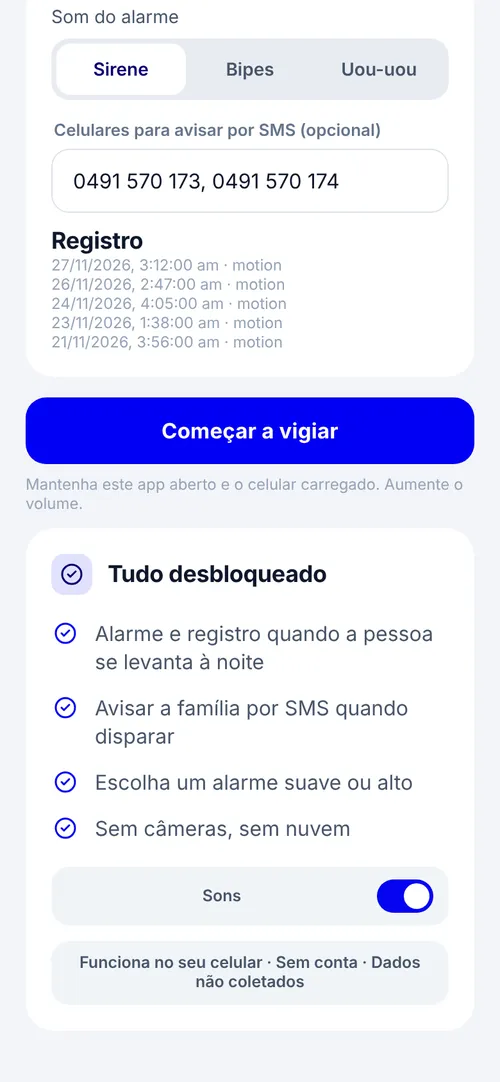 Som do alarme
Sirene
Bipes
Uou-uou
Celulares para avisar por SMS (opcional)
0491 570 173, 0491 570 174
Registro
27/11/2026, 3:12:00 am · motion
26/11/2026, 2:47:00 am · motion
24/11/2026, 4:05:00 am · motion
23/11/2026, 1:38:00 am · motion
21/11/2026, 3:56:00 am · motion
Começar a vigiar
Mantenha este app aberto e o celular carregado. Aumente o
volume.
Tudo desbloqueado
Alarme e registro quando a pessoa
se levanta à noite
Avisar a família por SMS quando
disparar
Escolha um alarme suave ou alto
Sem câmeras, sem nuvem
Sons
Funciona no seu celular · Sem conta · Dados
não coletados